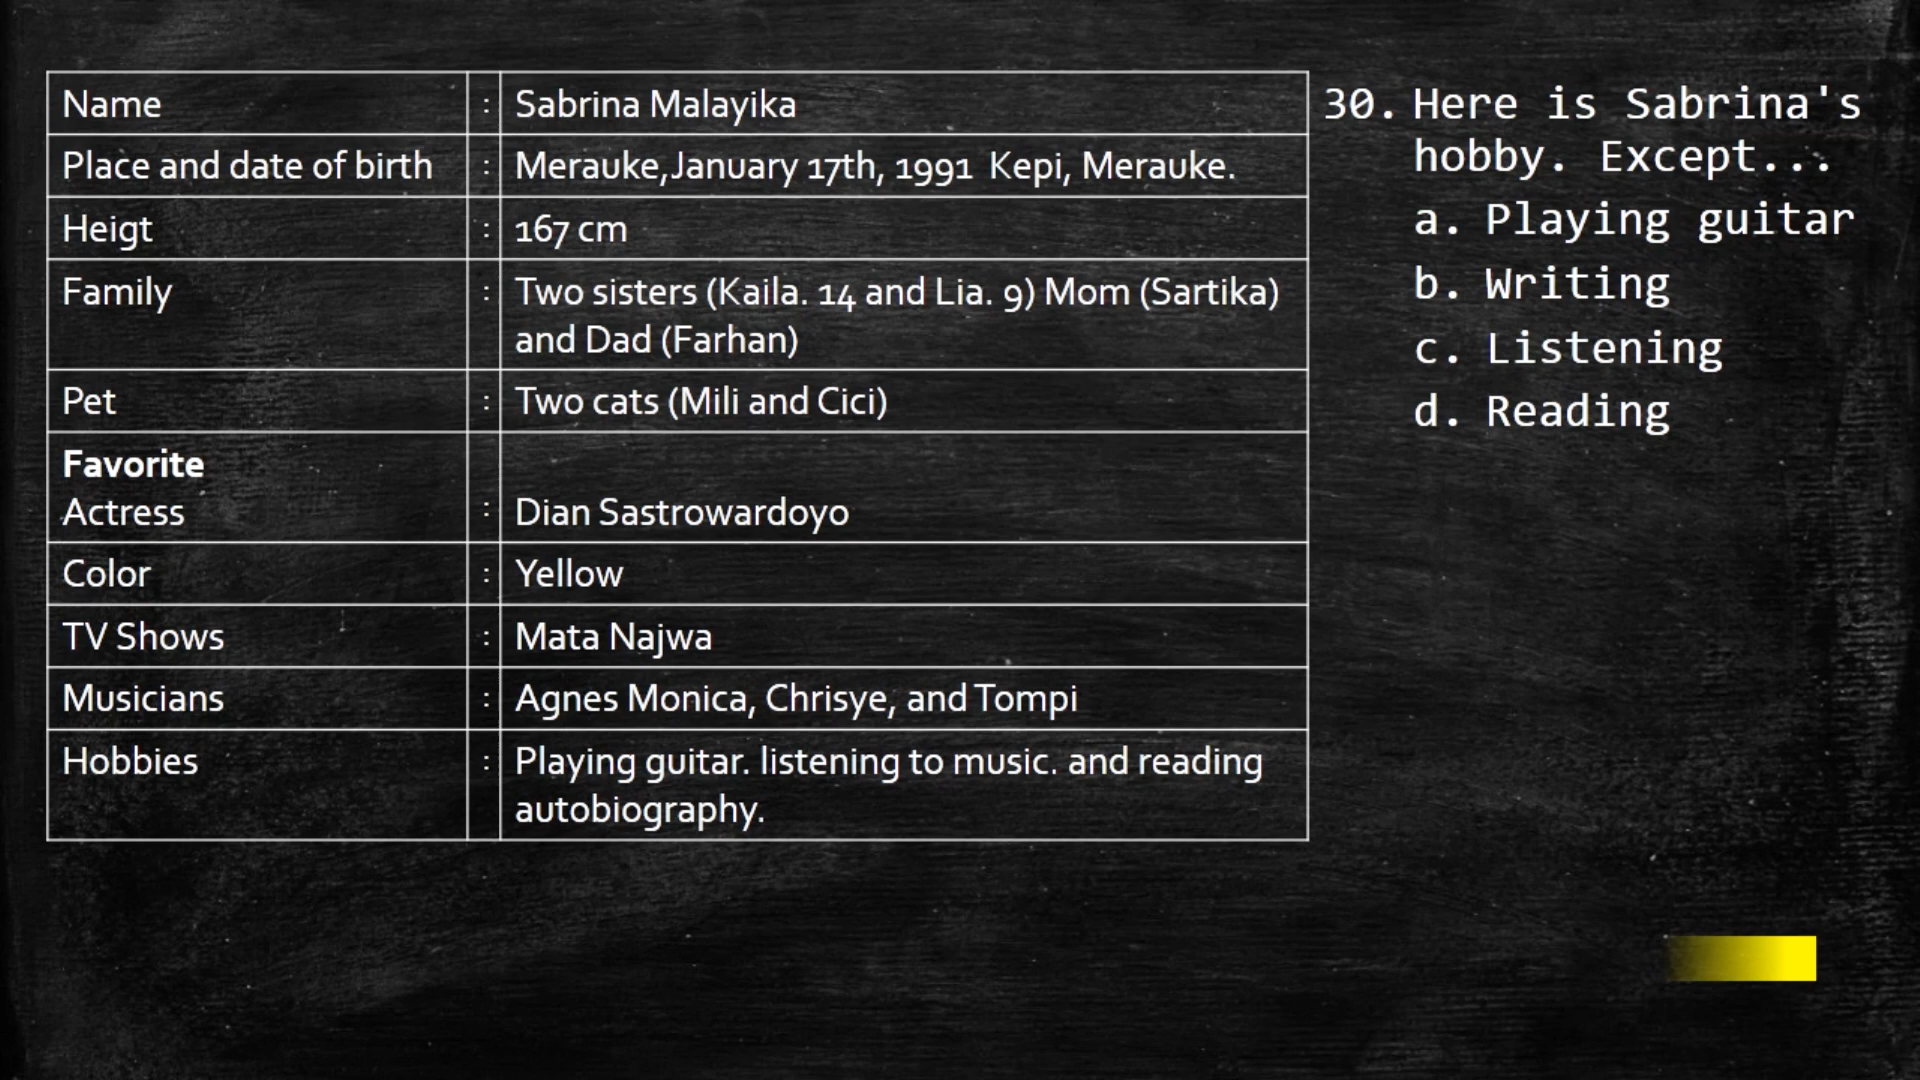 Name : Sabrina Malayika
Place and date of birth : Merauke,January 17th, 1991 Kepi, Merauke.
Heigt : 167 cm
Family : Two sisters (Kaila. 14 and Lia. 9) Mom (Sartika)
and Dad (Farhan)
Pet : Two cats (Mili and Cici)
Favorite
Actress : Dian Sastrowardoyo
Color : Yellow
TV Shows : Mata Najwa
Musicians : Agnes Monica, Chrisye, and Tompi
Hobbies : Playing guitar. listening to music. and reading
autobiography.
30. Here is Sabrina's
hobby. Except...
a. Playing guitar
b. Writing
c. Listening
d. Reading